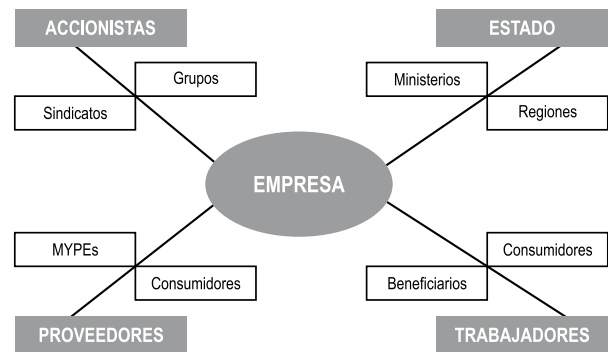 ACCIONISTAS
ESTADO
Grupos
Ministerios
Sindicatos
Regiones
EMPRESA
MYPEs
Consumidores
Consumidores
Beneficiarios
PROVEEDORES
TRABAJADORES